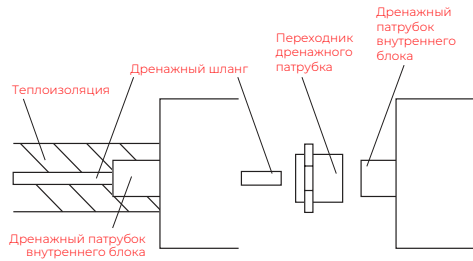 Дренажный
патрубок
внутреннего
блока
Переходник
дренажного
патрубка
Дренажный шланг
Теплоизоляция
Дренажный патрубок
внутреннего блока